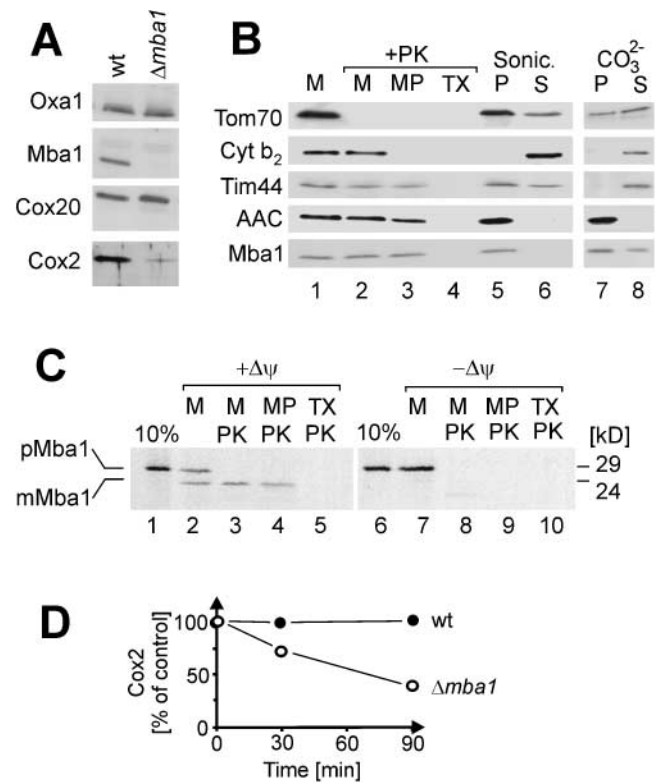 A
wt
Δmba1
Oxa1
Mba1
Cox20
Cox2
B
+PK
Sonic.
CO₃²⁻
M M MP TX P S P S
Tom70
Cyt b₂
Tim44
AAC
Mba1
1 2 3 4 5 6 7 8
C
+Δψ −Δψ
M M MP TX M M MP TX
10% PK PK PK 10% PK PK PK [kD]
pMba1 29
mMba1 24
1 2 3 4 5 6 7 8 9 10
D
Cox2
[% of control]
100
50
0
wt
Δmba1
0 30 60 90
Time [min]